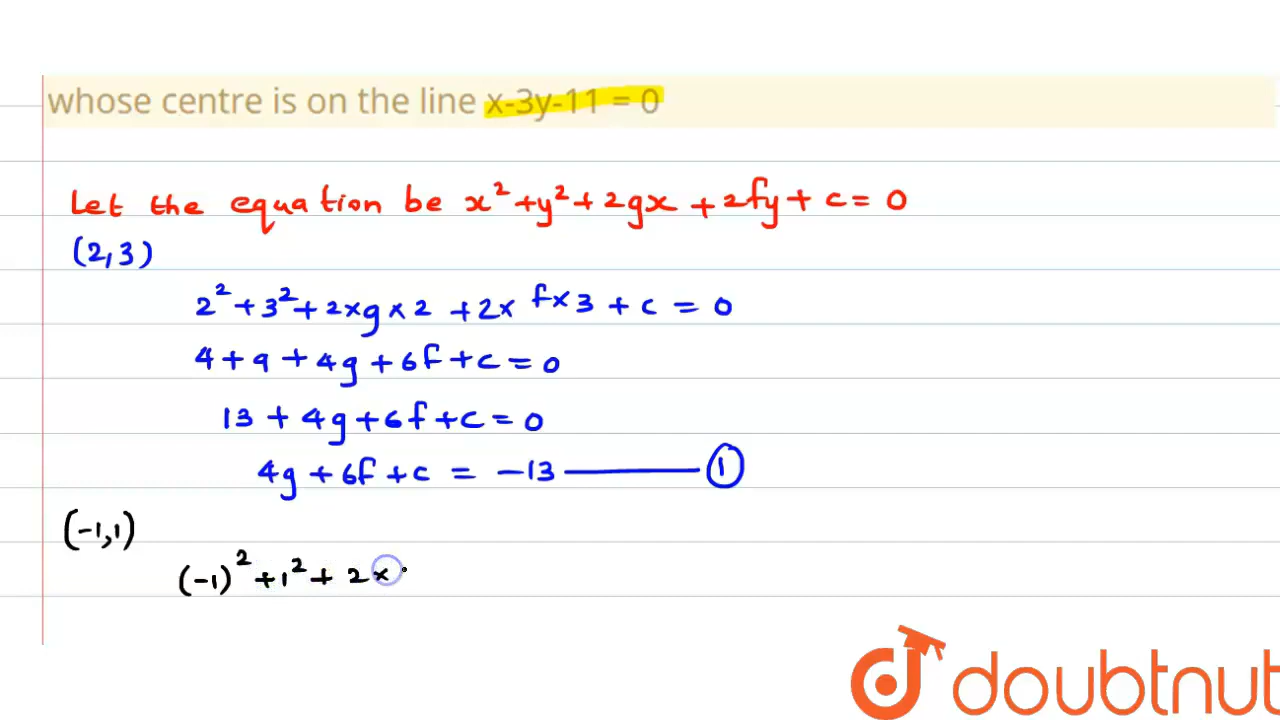 whose centre is on the line x-3y-11 = 0
Let the equation be x² + y² + 2gx + 2fy + c = 0
(2,3)
2² + 3² + 2×g×2 + 2× f×3 + c = 0
4 + 9 + 4g + 6f + c = 0
13 + 4g + 6f + c = 0
4g + 6f + c = -13 ——— ①
(-1,1)
(-1)² + 1² + 2×
doubtnut